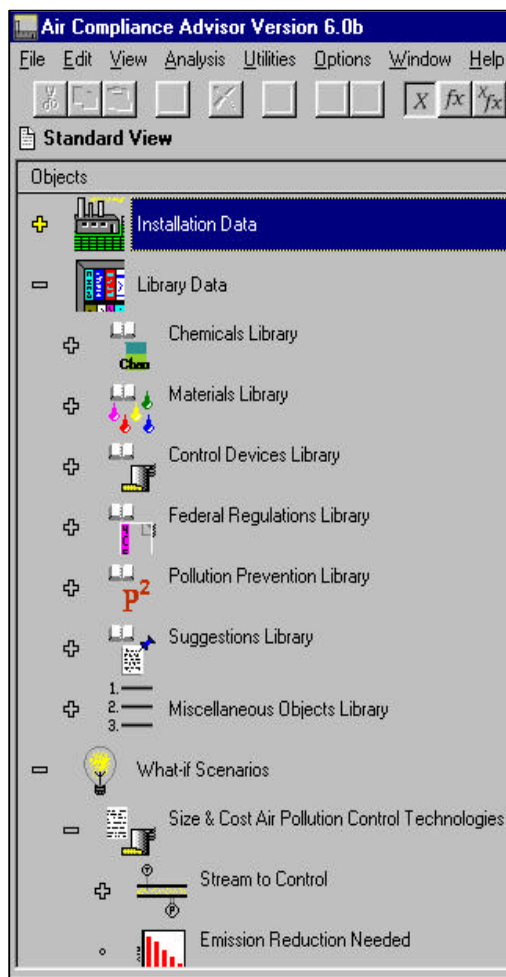 Air Compliance Advisor Version 6.0b
File Edit View Analysis Utilities Options Window Help
X fx X fx
Standard View
Objects
Installation Data
Library Data
Chemicals Library
Chem
Materials Library
Control Devices Library
Federal Regulations Library
Pollution Prevention Library
P²
Suggestions Library
1.
2.
3.
Miscellaneous Objects Library
What-if Scenarios
Size & Cost Air Pollution Control Technologies
T
Stream to Control
P
Emission Reduction Needed